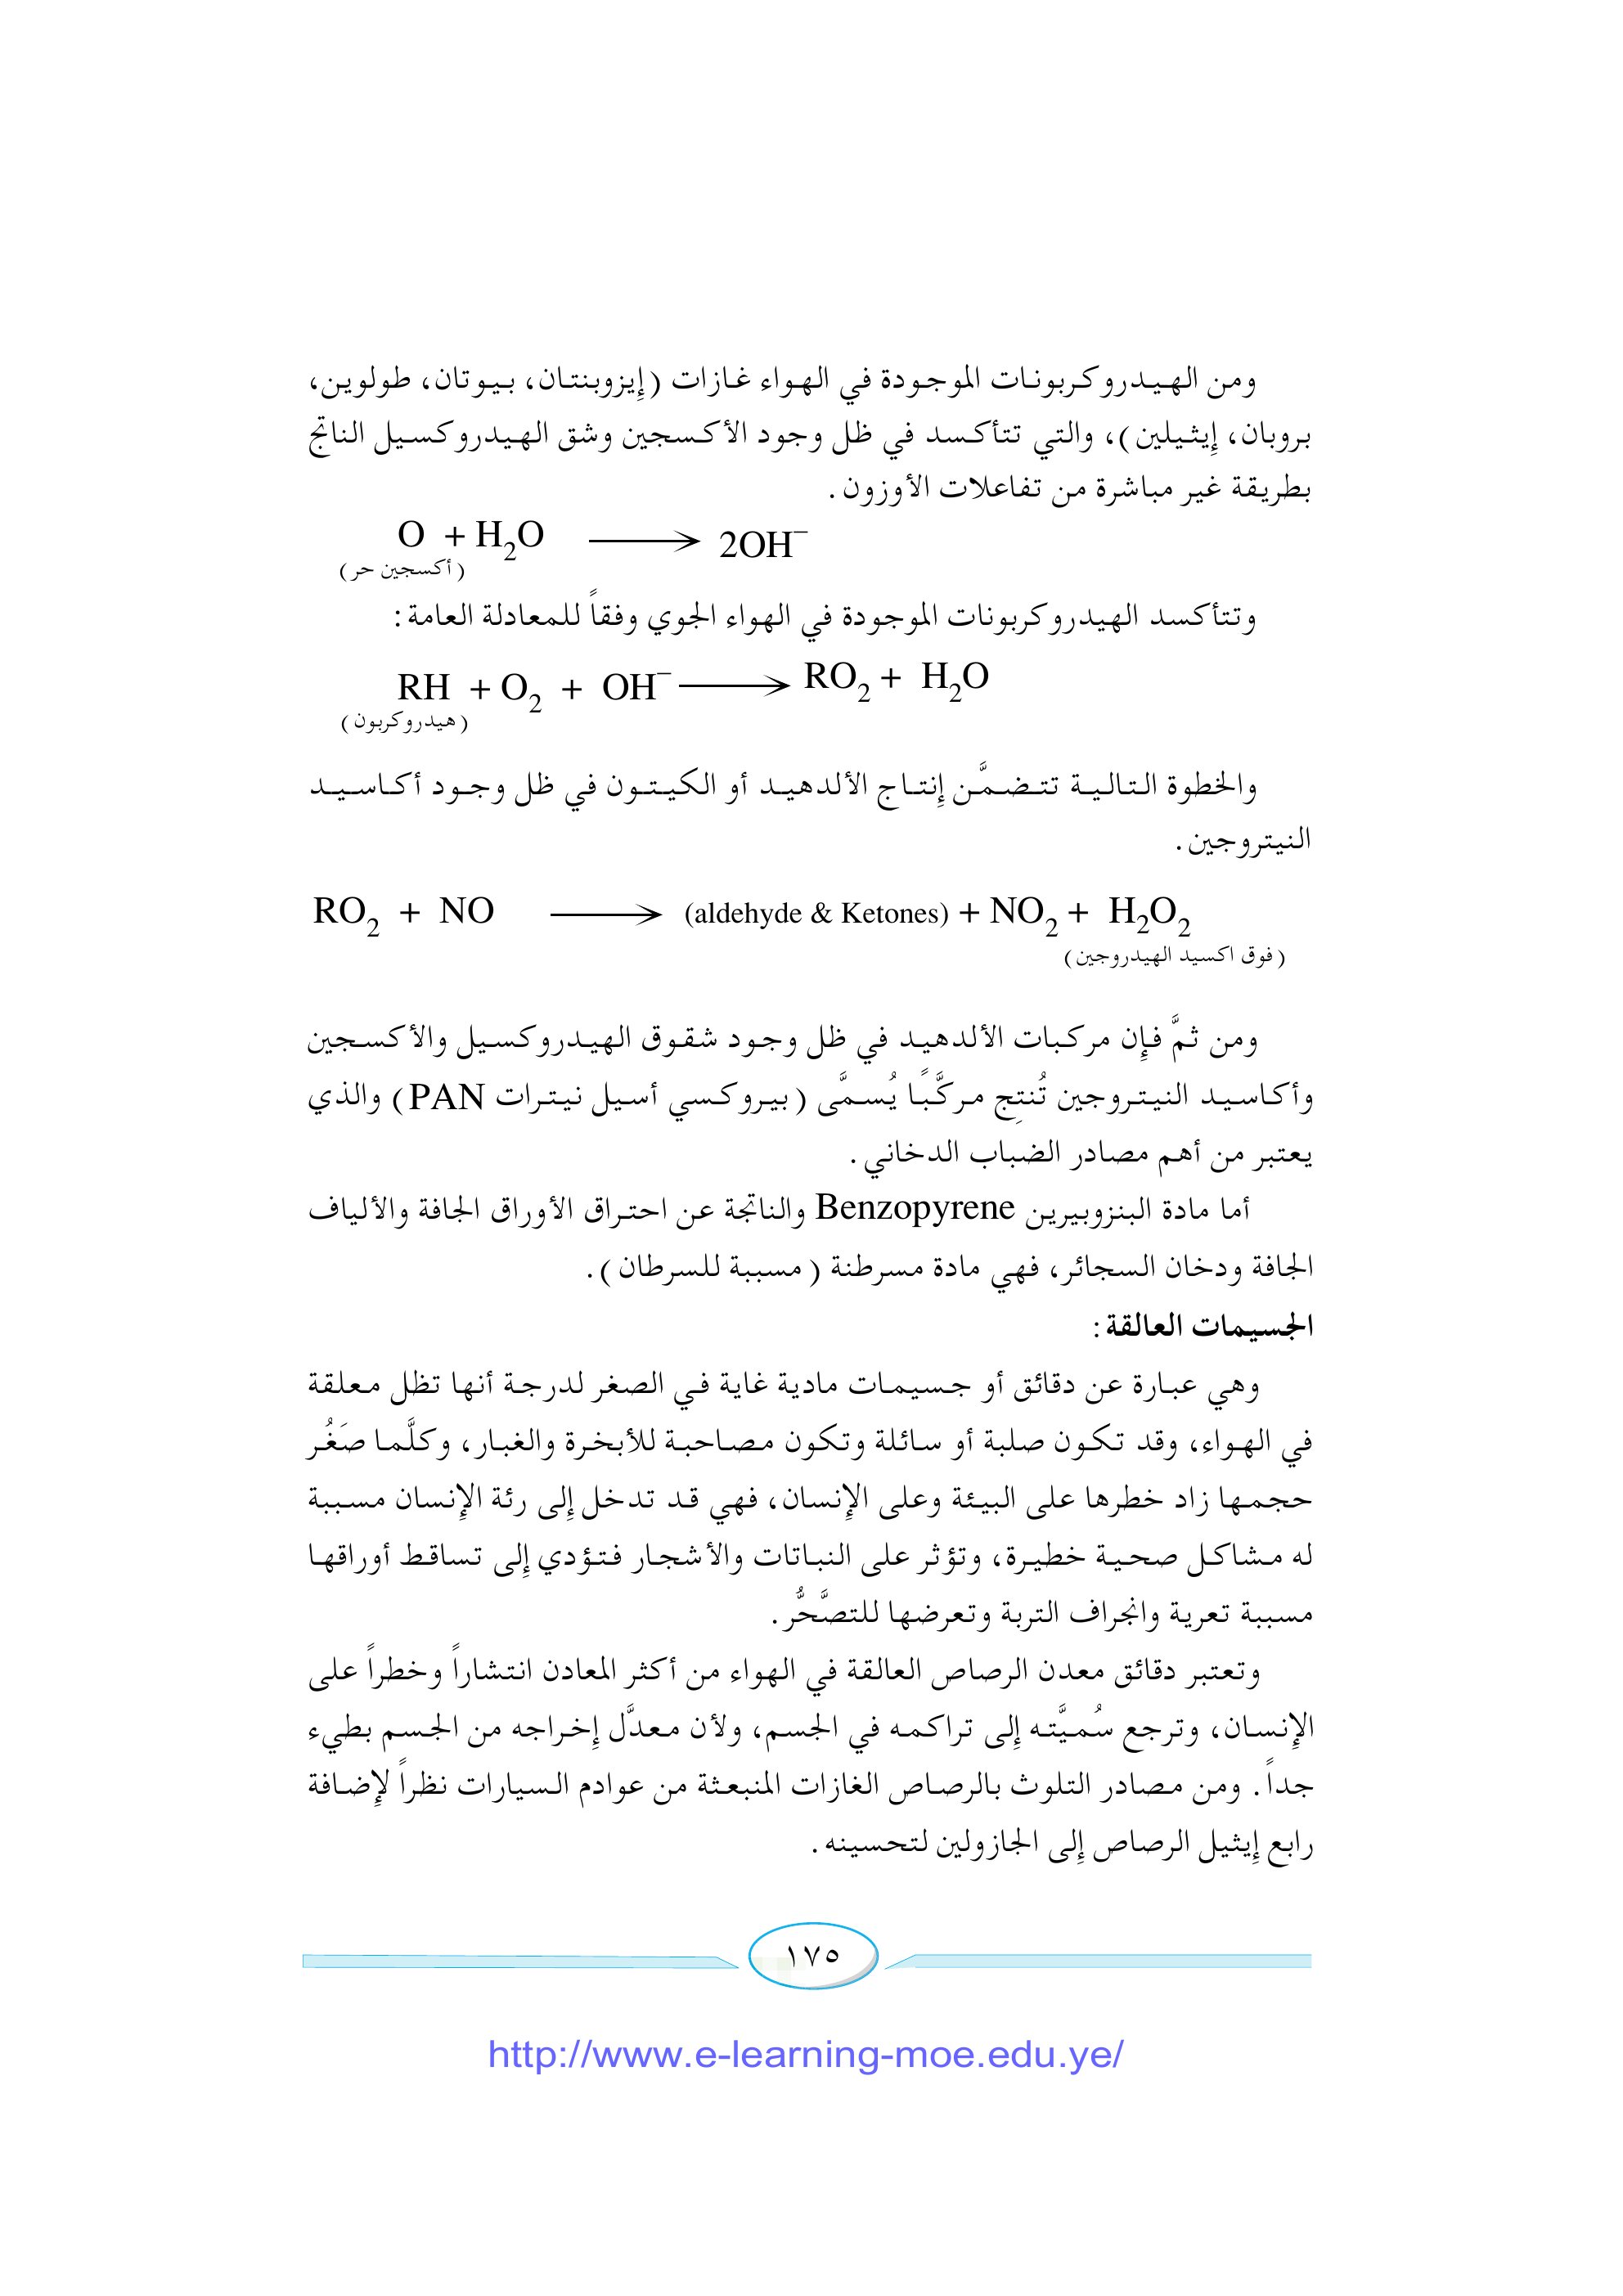 ومن الهيدروكربونات الموجودة في الهواء غازات (إيزوبنتان، بيوتان، طولوين،
بروبان، إيثيلين)، والتي تتأكسد في ظل وجود الأكسجين وشق الهيدروكسيل الناتج
بطريقة غير مباشرة من تفاعلات الأوزون.
O + H₂O ⟶ 2OH⁻
(أكسجين حر)
وتتأكسد الهيدروكربونات الموجودة في الهواء الجوي وفقاً للمعادلة العامة:
RH + O₂ + OH⁻ ⟶ RO₂ + H₂O
(هيدروكربون)
والخطوة التالية تتضمَّن إنتاج الألدهيد أو الكيتون في ظل وجود أكاسيد
النيتروجين.
RO₂ + NO ⟶ (aldehyde & Ketones) + NO₂ + H₂O₂
(فوق اكسيد الهيدروجين)
ومن ثمَّ فإن مركبات الألدهيد في ظل وجود شقوق الهيدروكسيل والأكسجين
وأكاسيد النيتروجين تُنتِج مركَّبًا يُسمَّى (بيروكسي أسيل نيترات PAN) والذي
يعتبر من أهم مصادر الضباب الدخاني.
أما مادة البنزوبيرين Benzopyrene والناتجة عن احتراق الأوراق الجافة والألياف
الجافة ودخان السجائر، فهي مادة مسرطنة (مسببة للسرطان).
الجسيمات العالقة:
وهي عبارة عن دقائق أو جسيمات مادية غاية في الصغر لدرجة أنها تظل معلقة
في الهواء، وقد تكون صلبة أو سائلة وتكون مصاحبة للأبخرة والغبار، وكلَّما صَغُر
حجمها زاد خطرها على البيئة وعلى الإنسان، فهي قد تدخل إلى رئة الإنسان مسببة
له مشاكل صحية خطيرة، وتؤثر على النباتات والأشجار فتؤدي إلى تساقط أوراقها
مسببة تعرية وانجراف التربة وتعرضها للتصَّحُّر.
وتعتبر دقائق معدن الرصاص العالقة في الهواء من أكثر المعادن انتشاراً وخطراً على
الإنسان، وترجع سُميَّته إلى تراكمه في الجسم، ولأن معدَّل إخراجه من الجسم بطيء
جداً. ومن مصادر التلوث بالرصاص الغازات المنبعثة من عوادم السيارات نظراً لإضافة
رابع إيثيل الرصاص إلى الجازولين لتحسينه.
١٧٥
http://www.e-learning-moe.edu.ye/